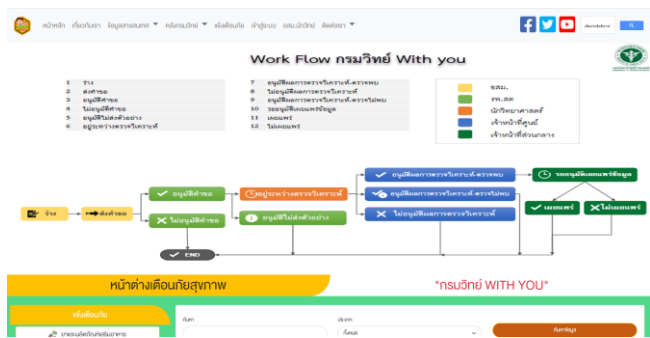 หน้าหลัก เกี่ยวกับเรา ข้อมูลสารสนเทศ คลังกรมวิทย์ แจ้งเตือนภัย เข้าสู่ระบบ อสม.นักวิทย์ ติดต่อเรา
Work Flow กรมวิทย์ With you
1 ร่าง
2 ส่งคำขอ
3 อนุมัติคำขอ
4 ไม่อนุมัติคำขอ
5 อนุมัติไม่ส่งตัวอย่าง
6 อยู่ระหว่างตรวจวิเคราะห์
7 อนุมัติผลการตรวจวิเคราะห์-ตรวจพบ
8 ไม่อนุมัติผลการตรวจวิเคราะห์
9 อนุมัติผลการตรวจวิเคราะห์-ตรวจไม่พบ
10 รออนุมัติเผยแพร่ข้อมูล
11 เผยแพร่
12 ไม่เผยแพร่
อสม.
รพ.สต
นักวิทยาศาสตร์
เจ้าหน้าที่ศูนย์
เจ้าหน้าที่ส่วนกลาง
อนุมัติผลการตรวจวิเคราะห์-ตรวจพบ
รออนุมัติเผยแพร่ข้อมูล
อนุมัติคำขอ
อยู่ระหว่างตรวจวิเคราะห์
อนุมัติผลการตรวจวิเคราะห์-ตรวจไม่พบ
ร่าง
ส่งคำขอ
ไม่อนุมัติคำขอ
อนุมัติไม่ส่งตัวอย่าง
ไม่อนุมัติผลการตรวจวิเคราะห์
เผยแพร่
ไม่เผยแพร่
END
หน้าต่างเตือนภัยสุขภาพ
"กรมวิทย์ WITH YOU"
แจ้งเตือนภัย
ค้นหา
ประเภท
ยาและผลิตภัณฑ์เสริมอาหาร
ทั้งหมด
ค้นหาข้อมูล